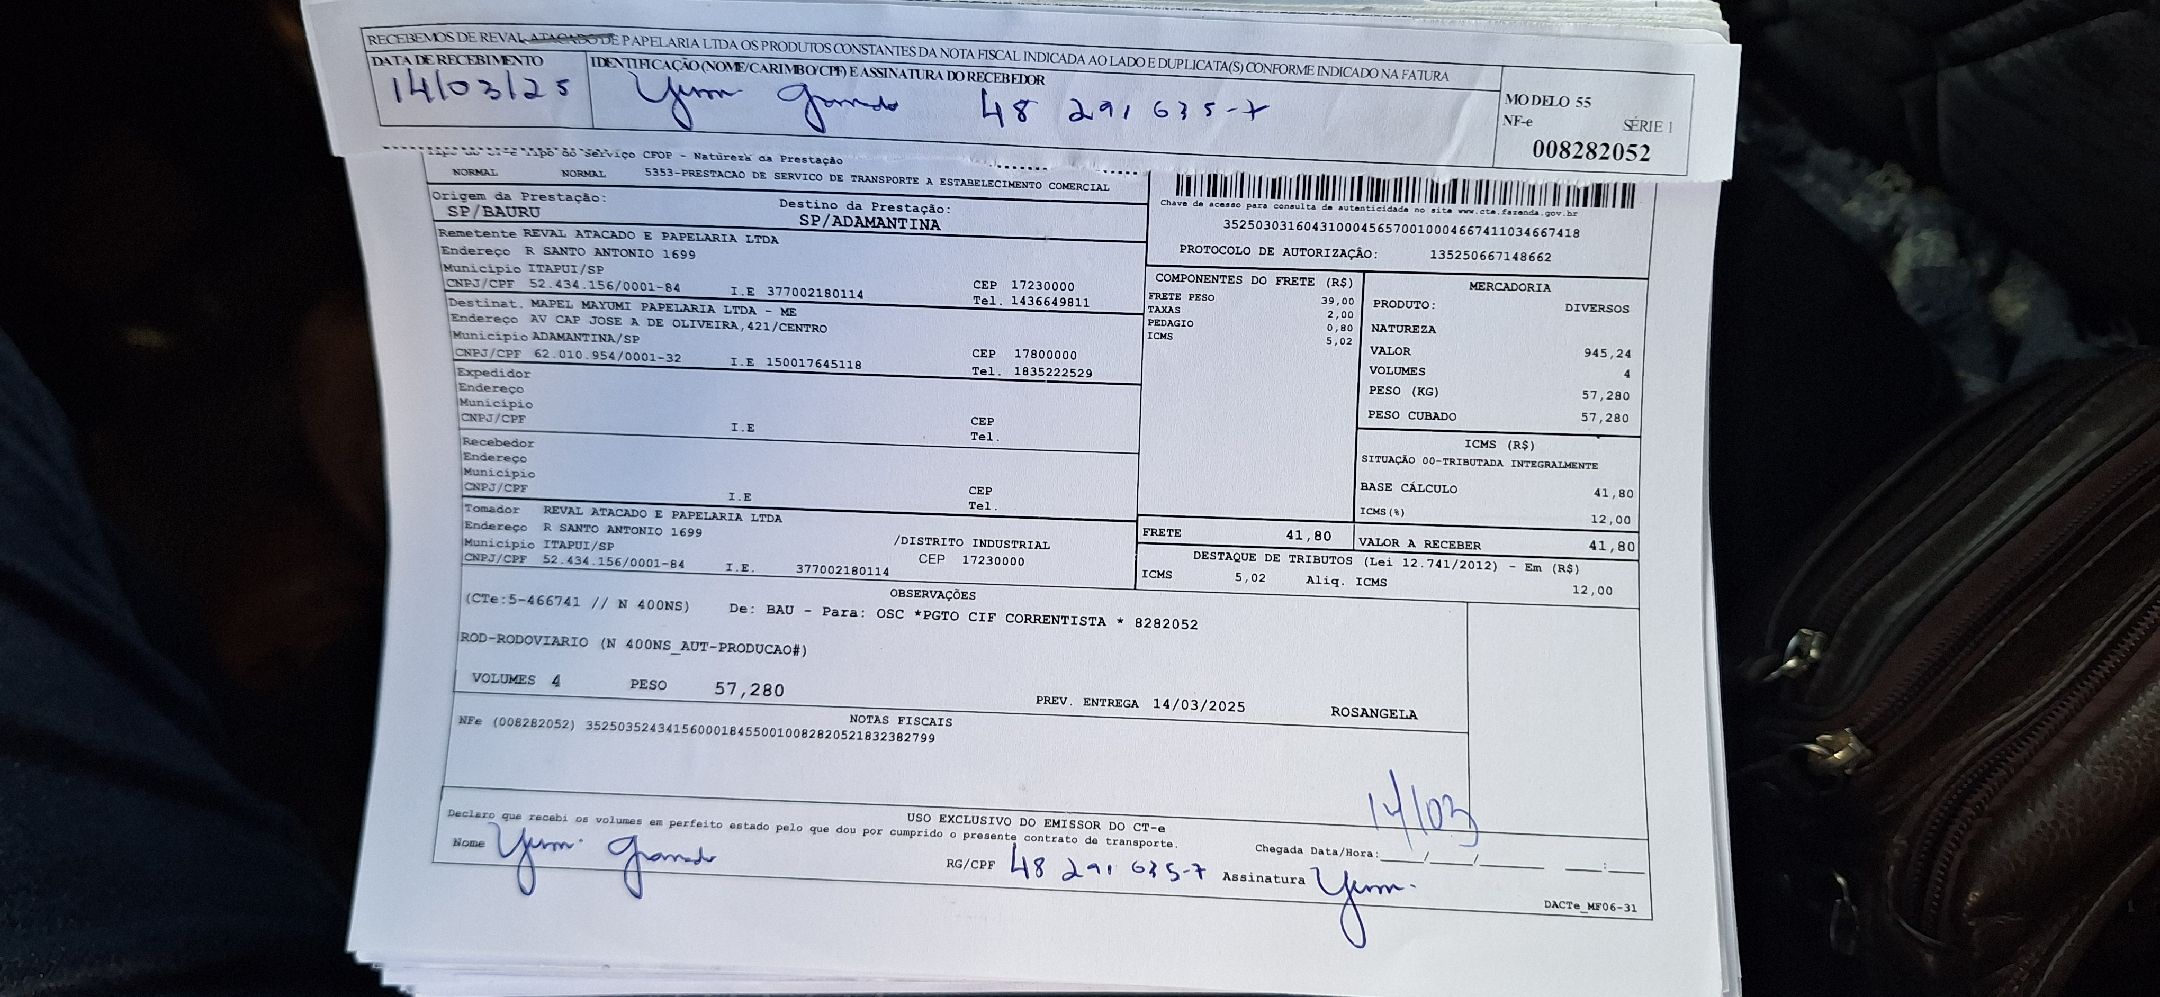 RECEBEMOS DE REVAL ATACADO DE PAPELARIA LTDA OS PRODUTOS CONSTANTES DA NOTA FISCAL INDICADA AO LADO E DUPLICATA(S) CONFORME INDICADO NA FATURA
DATA DE RECEBIMENTO IDENTIFICAÇÃO (NOME/CARIMBO/CPF) E ASSINATURA DO RECEBEDOR
14/03/25 48 291 635-7
MODELO 55
NF-e SÉRIE 1
008282052
Tipo do CT-e Tipo do Serviço CFOP - Natureza da Prestação
NORMAL NORMAL 5353-PRESTACAO DE SERVICO DE TRANSPORTE A ESTABELECIMENTO COMERCIAL
Origem da Prestação: Destino da Prestação:
SP/BAURU SP/ADAMANTINA
Chave de acesso para consulta de autenticidade no site www.cte.fazenda.gov.br
35250303160431000456570010004667411034667418
PROTOCOLO DE AUTORIZAÇÃO: 135250667148662
Remetente REVAL ATACADO E PAPELARIA LTDA
Endereço R SANTO ANTONIO 1699
Município ITAPUI/SP CEP 17230000
CNPJ/CPF 52.434.156/0001-84 I.E 377002180114 Tel. 1436649811
Destinat. MAPEL MAYUMI PAPELARIA LTDA - ME
Endereço AV CAP JOSE A DE OLIVEIRA,421/CENTRO
Município ADAMANTINA/SP CEP 17800000
CNPJ/CPF 62.010.954/0001-32 I.E 150017645118 Tel. 1835222529
Expedidor
Endereço
Município CEP
CNPJ/CPF I.E Tel.
Recebedor
Endereço
Município CEP
CNPJ/CPF I.E Tel.
Tomador REVAL ATACADO E PAPELARIA LTDA
Endereço R SANTO ANTONIO 1699 /DISTRITO INDUSTRIAL
Município ITAPUI/SP CEP 17230000
CNPJ/CPF 52.434.156/0001-84 I.E. 377002180114
COMPONENTES DO FRETE (R$)
FRETE PESO 39,00
TAXAS 2,00
PEDAGIO 0,80
ICMS 5,02
MERCADORIA
PRODUTO: DIVERSOS
NATUREZA
VALOR 945,24
VOLUMES 4
PESO (KG) 57,280
PESO CUBADO 57,280
ICMS (R$)
SITUAÇÃO 00-TRIBUTADA INTEGRALMENTE
BASE CÁLCULO 41,80
ICMS(%) 12,00
FRETE 41,80 VALOR A RECEBER 41,80
DESTAQUE DE TRIBUTOS (Lei 12.741/2012) - Em (R$)
ICMS 5,02 Aliq. ICMS 12,00
OBSERVAÇÕES
(CTe:5-466741 // N 400NS) De: BAU - Para: OSC *PGTO CIF CORRENTISTA * 8282052
ROD-RODOVIARIO (N 400NS_AUT-PRODUCAO#)
VOLUMES 4 PESO 57,280 PREV. ENTREGA 14/03/2025 ROSANGELA
NOTAS FISCAIS
NFe (008282052) 35250352434156000184550010082820521832382799
14/03
USO EXCLUSIVO DO EMISSOR DO CT-e
Declaro que recebi os volumes em perfeito estado pelo que dou por cumprido o presente contrato de transporte.
Chegada Data/Hora:____/____/______ ___:___
Nome RG/CPF 48 291 635-7 Assinatura
DACTe_MF06-31